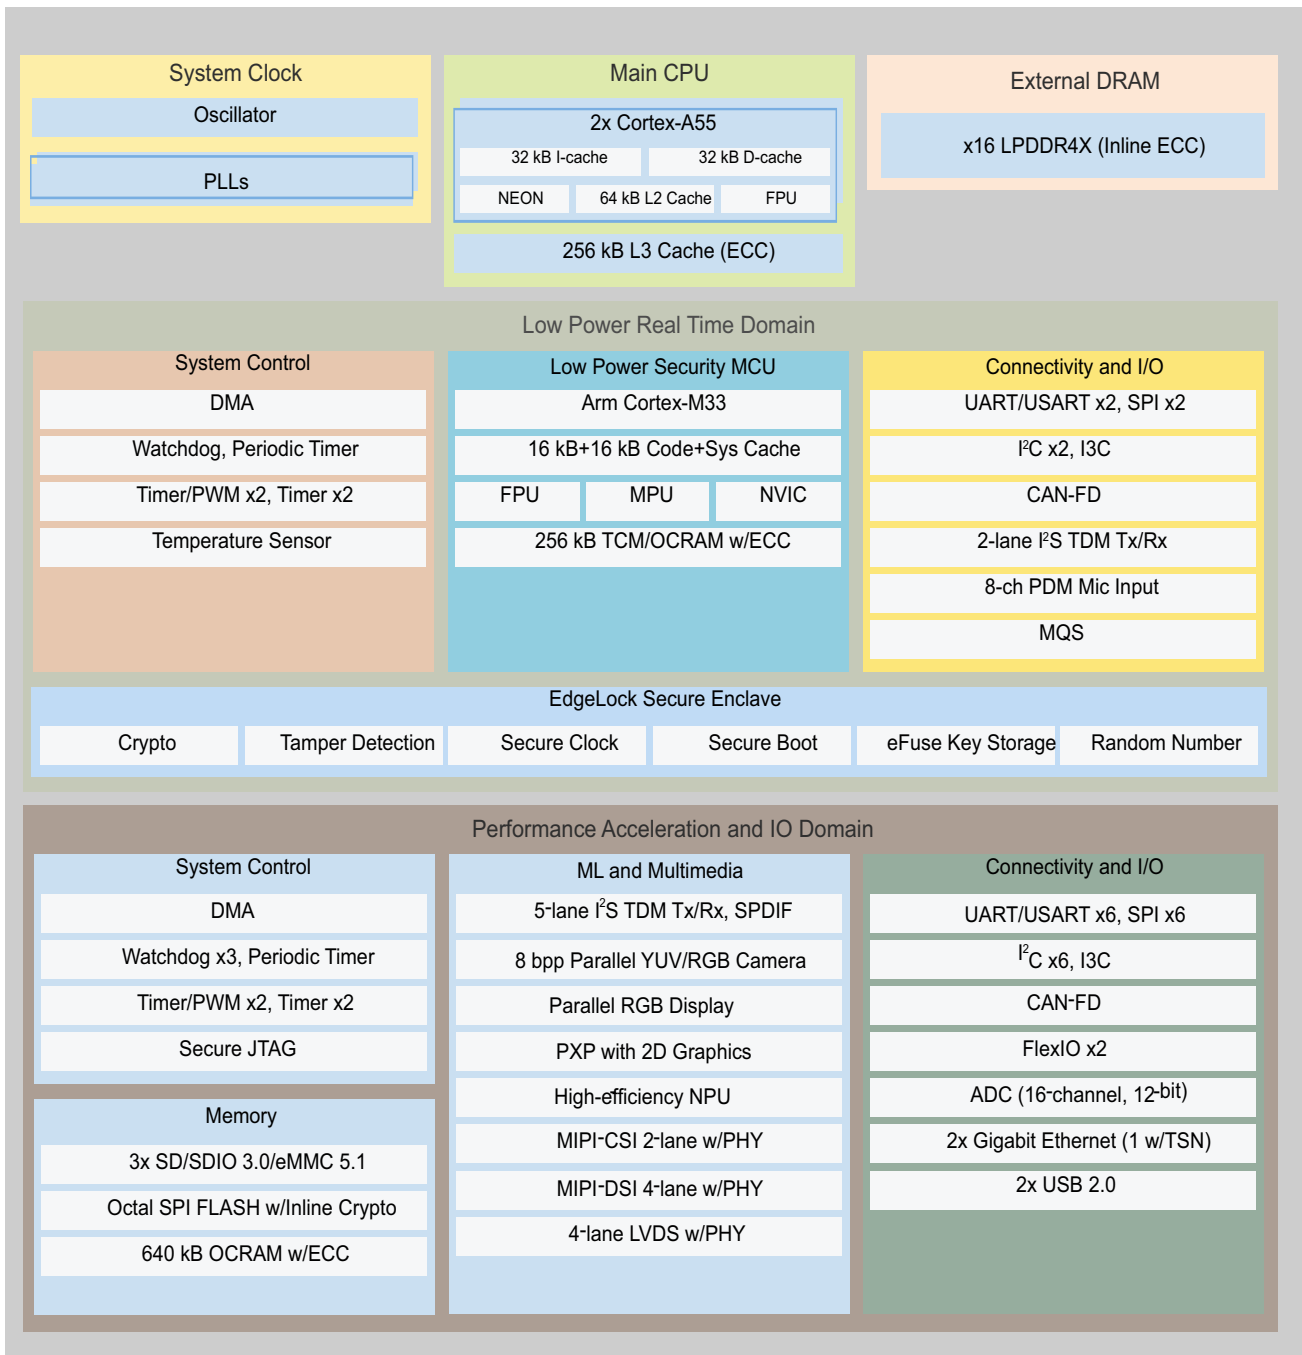 System Clock
Oscillator
PLLs
Main CPU
2x Cortex-A55
32 kB I-cache
32 kB D-cache
NEON
64 kB L2 Cache
FPU
256 kB L3 Cache (ECC)
External DRAM
x16 LPDDR4X (Inline ECC)
Low Power Real Time Domain
System Control
DMA
Watchdog, Periodic Timer
Timer/PWM x2, Timer x2
Temperature Sensor
Low Power Security MCU
Arm Cortex-M33
16 kB+16 kB Code+Sys Cache
FPU
MPU
NVIC
256 kB TCM/OCRAM w/ECC
Connectivity and I/O
UART/USART x2, SPI x2
I²C x2, I3C
CAN-FD
2-lane I²S TDM Tx/Rx
8-ch PDM Mic Input
MQS
EdgeLock Secure Enclave
Crypto
Tamper Detection
Secure Clock
Secure Boot
eFuse Key Storage
Random Number
Performance Acceleration and IO Domain
System Control
DMA
Watchdog x3, Periodic Timer
Timer/PWM x2, Timer x2
Secure JTAG
Memory
3x SD/SDIO 3.0/eMMC 5.1
Octal SPI FLASH w/Inline Crypto
640 kB OCRAM w/ECC
ML and Multimedia
5-lane I²S TDM Tx/Rx, SPDIF
8 bpp Parallel YUV/RGB Camera
Parallel RGB Display
PXP with 2D Graphics
High-efficiency NPU
MIPI-CSI 2-lane w/PHY
MIPI-DSI 4-lane w/PHY
4-lane LVDS w/PHY
Connectivity and I/O
UART/USART x6, SPI x6
I²C x6, I3C
CAN-FD
FlexIO x2
ADC (16-channel, 12-bit)
2x Gigabit Ethernet (1 w/TSN)
2x USB 2.0